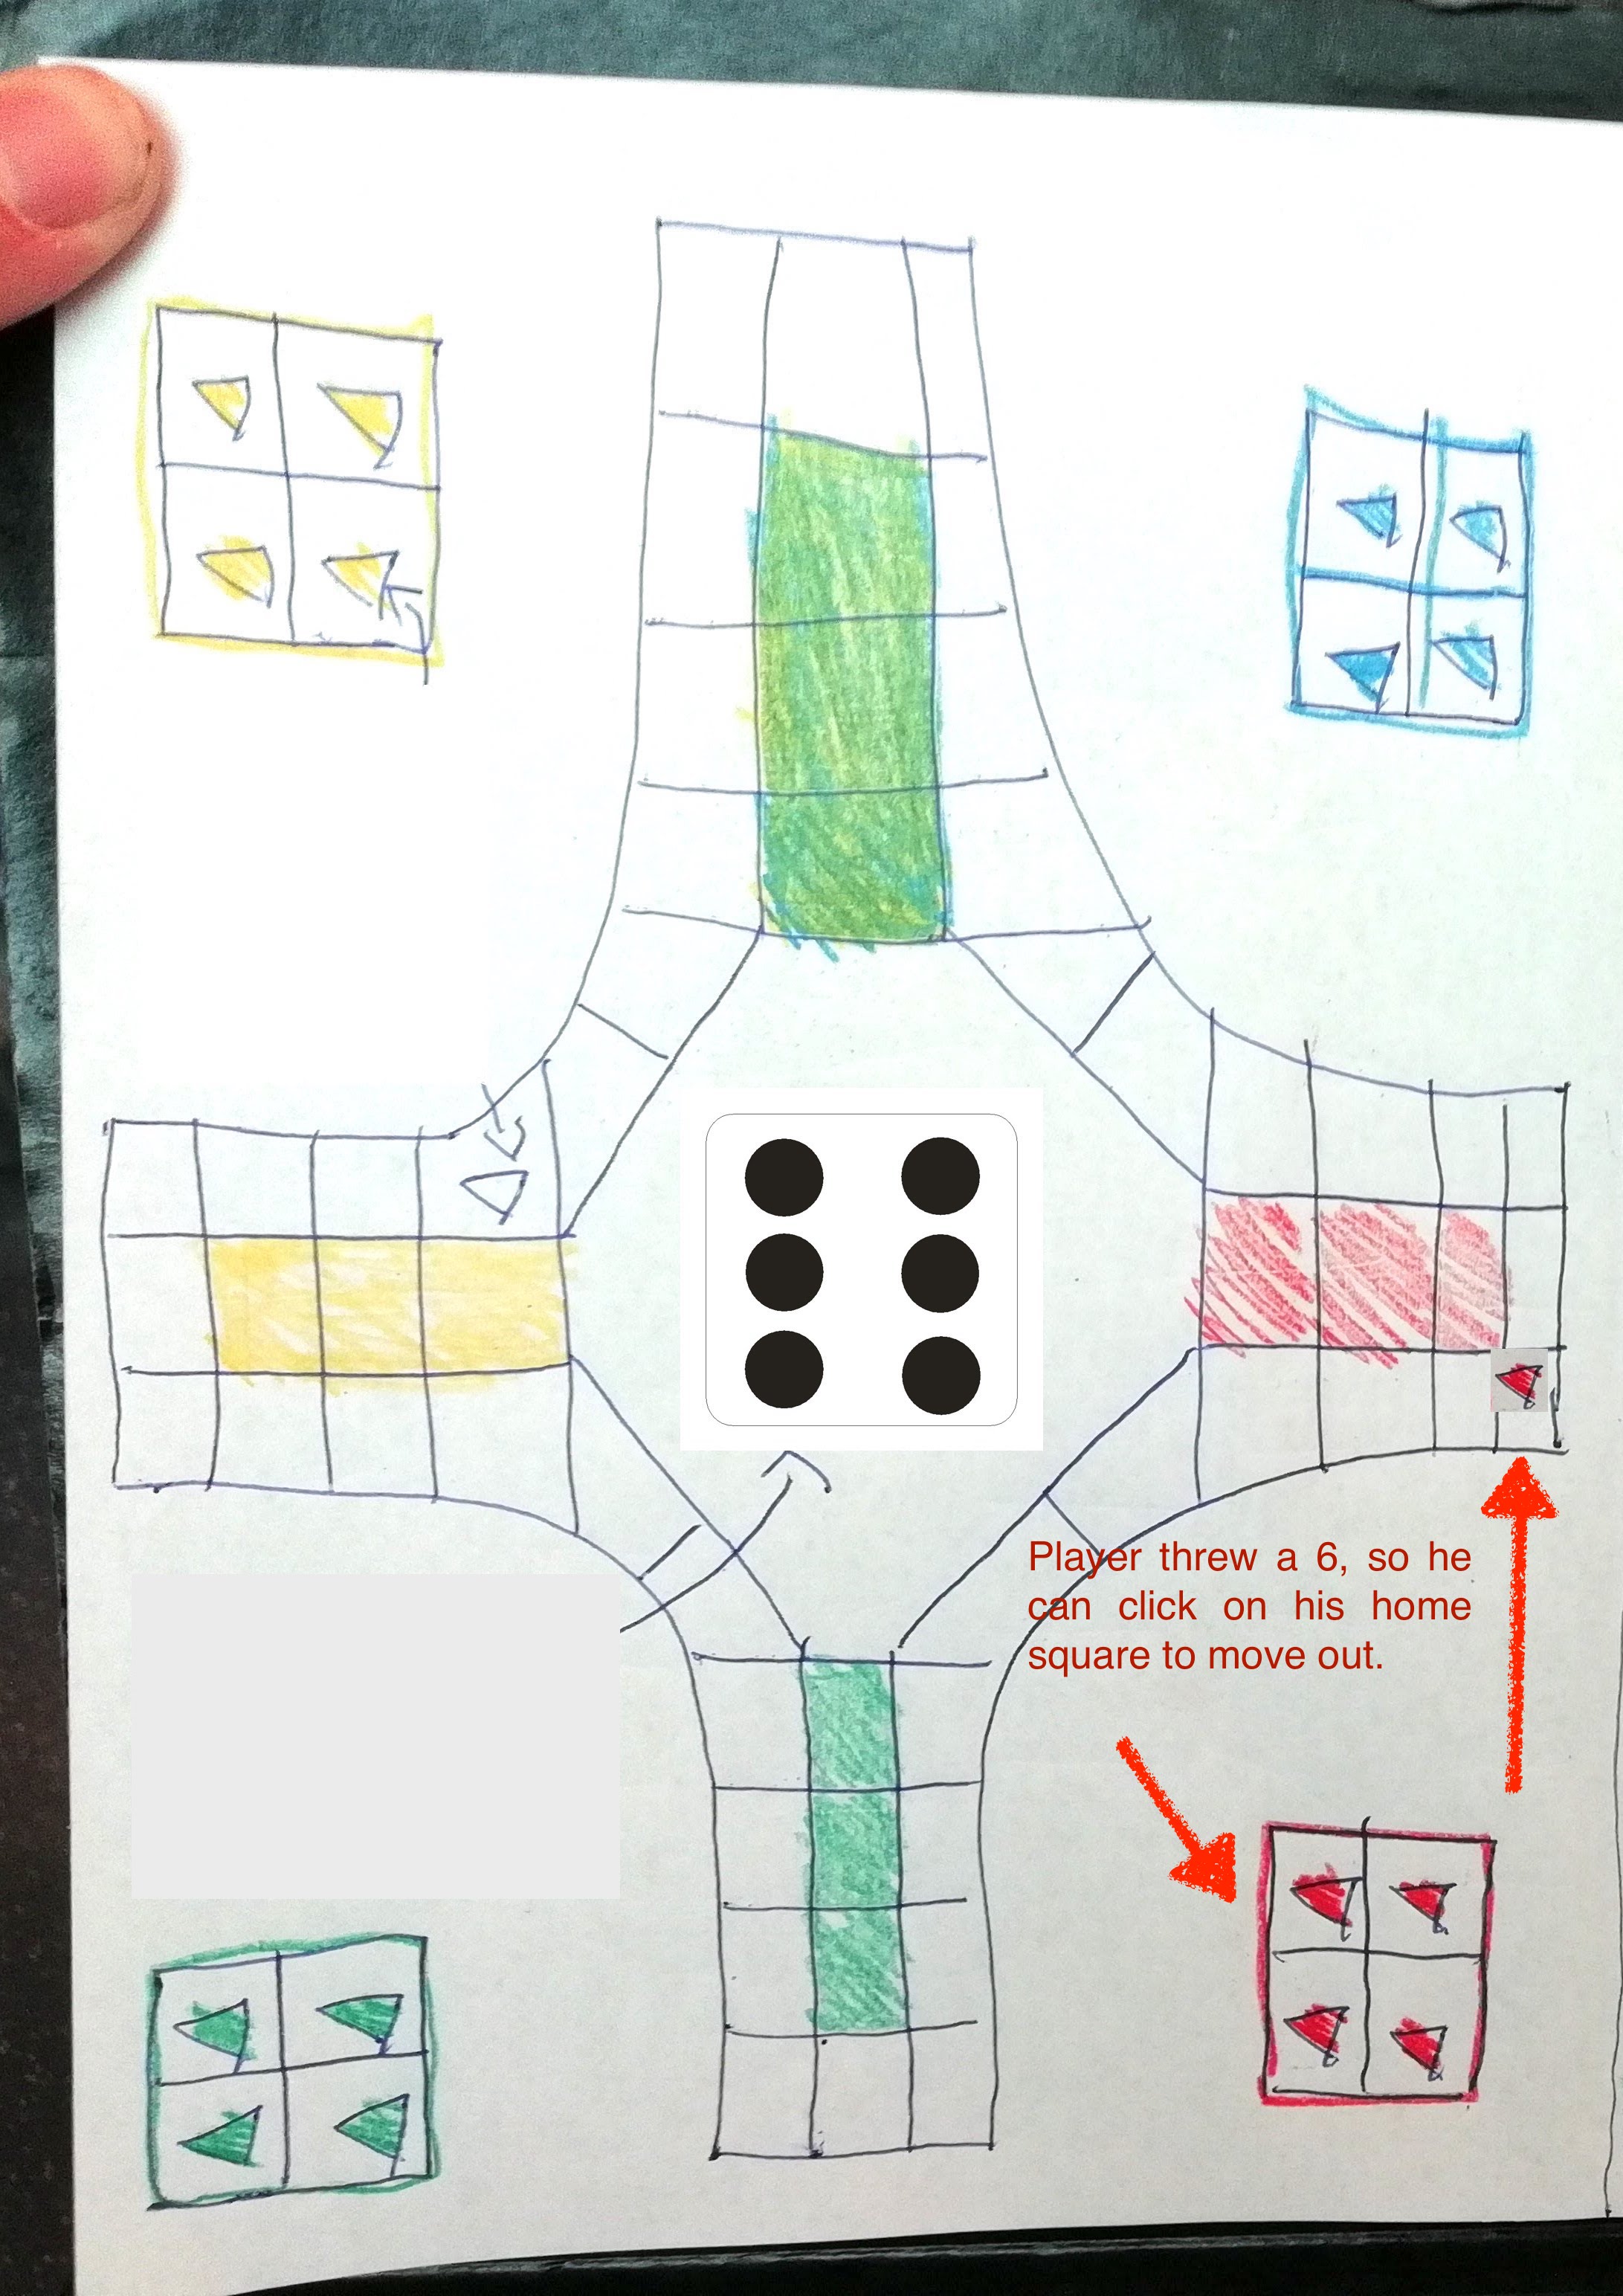 Player threw a 6, so he
can click on his home
square to move out.